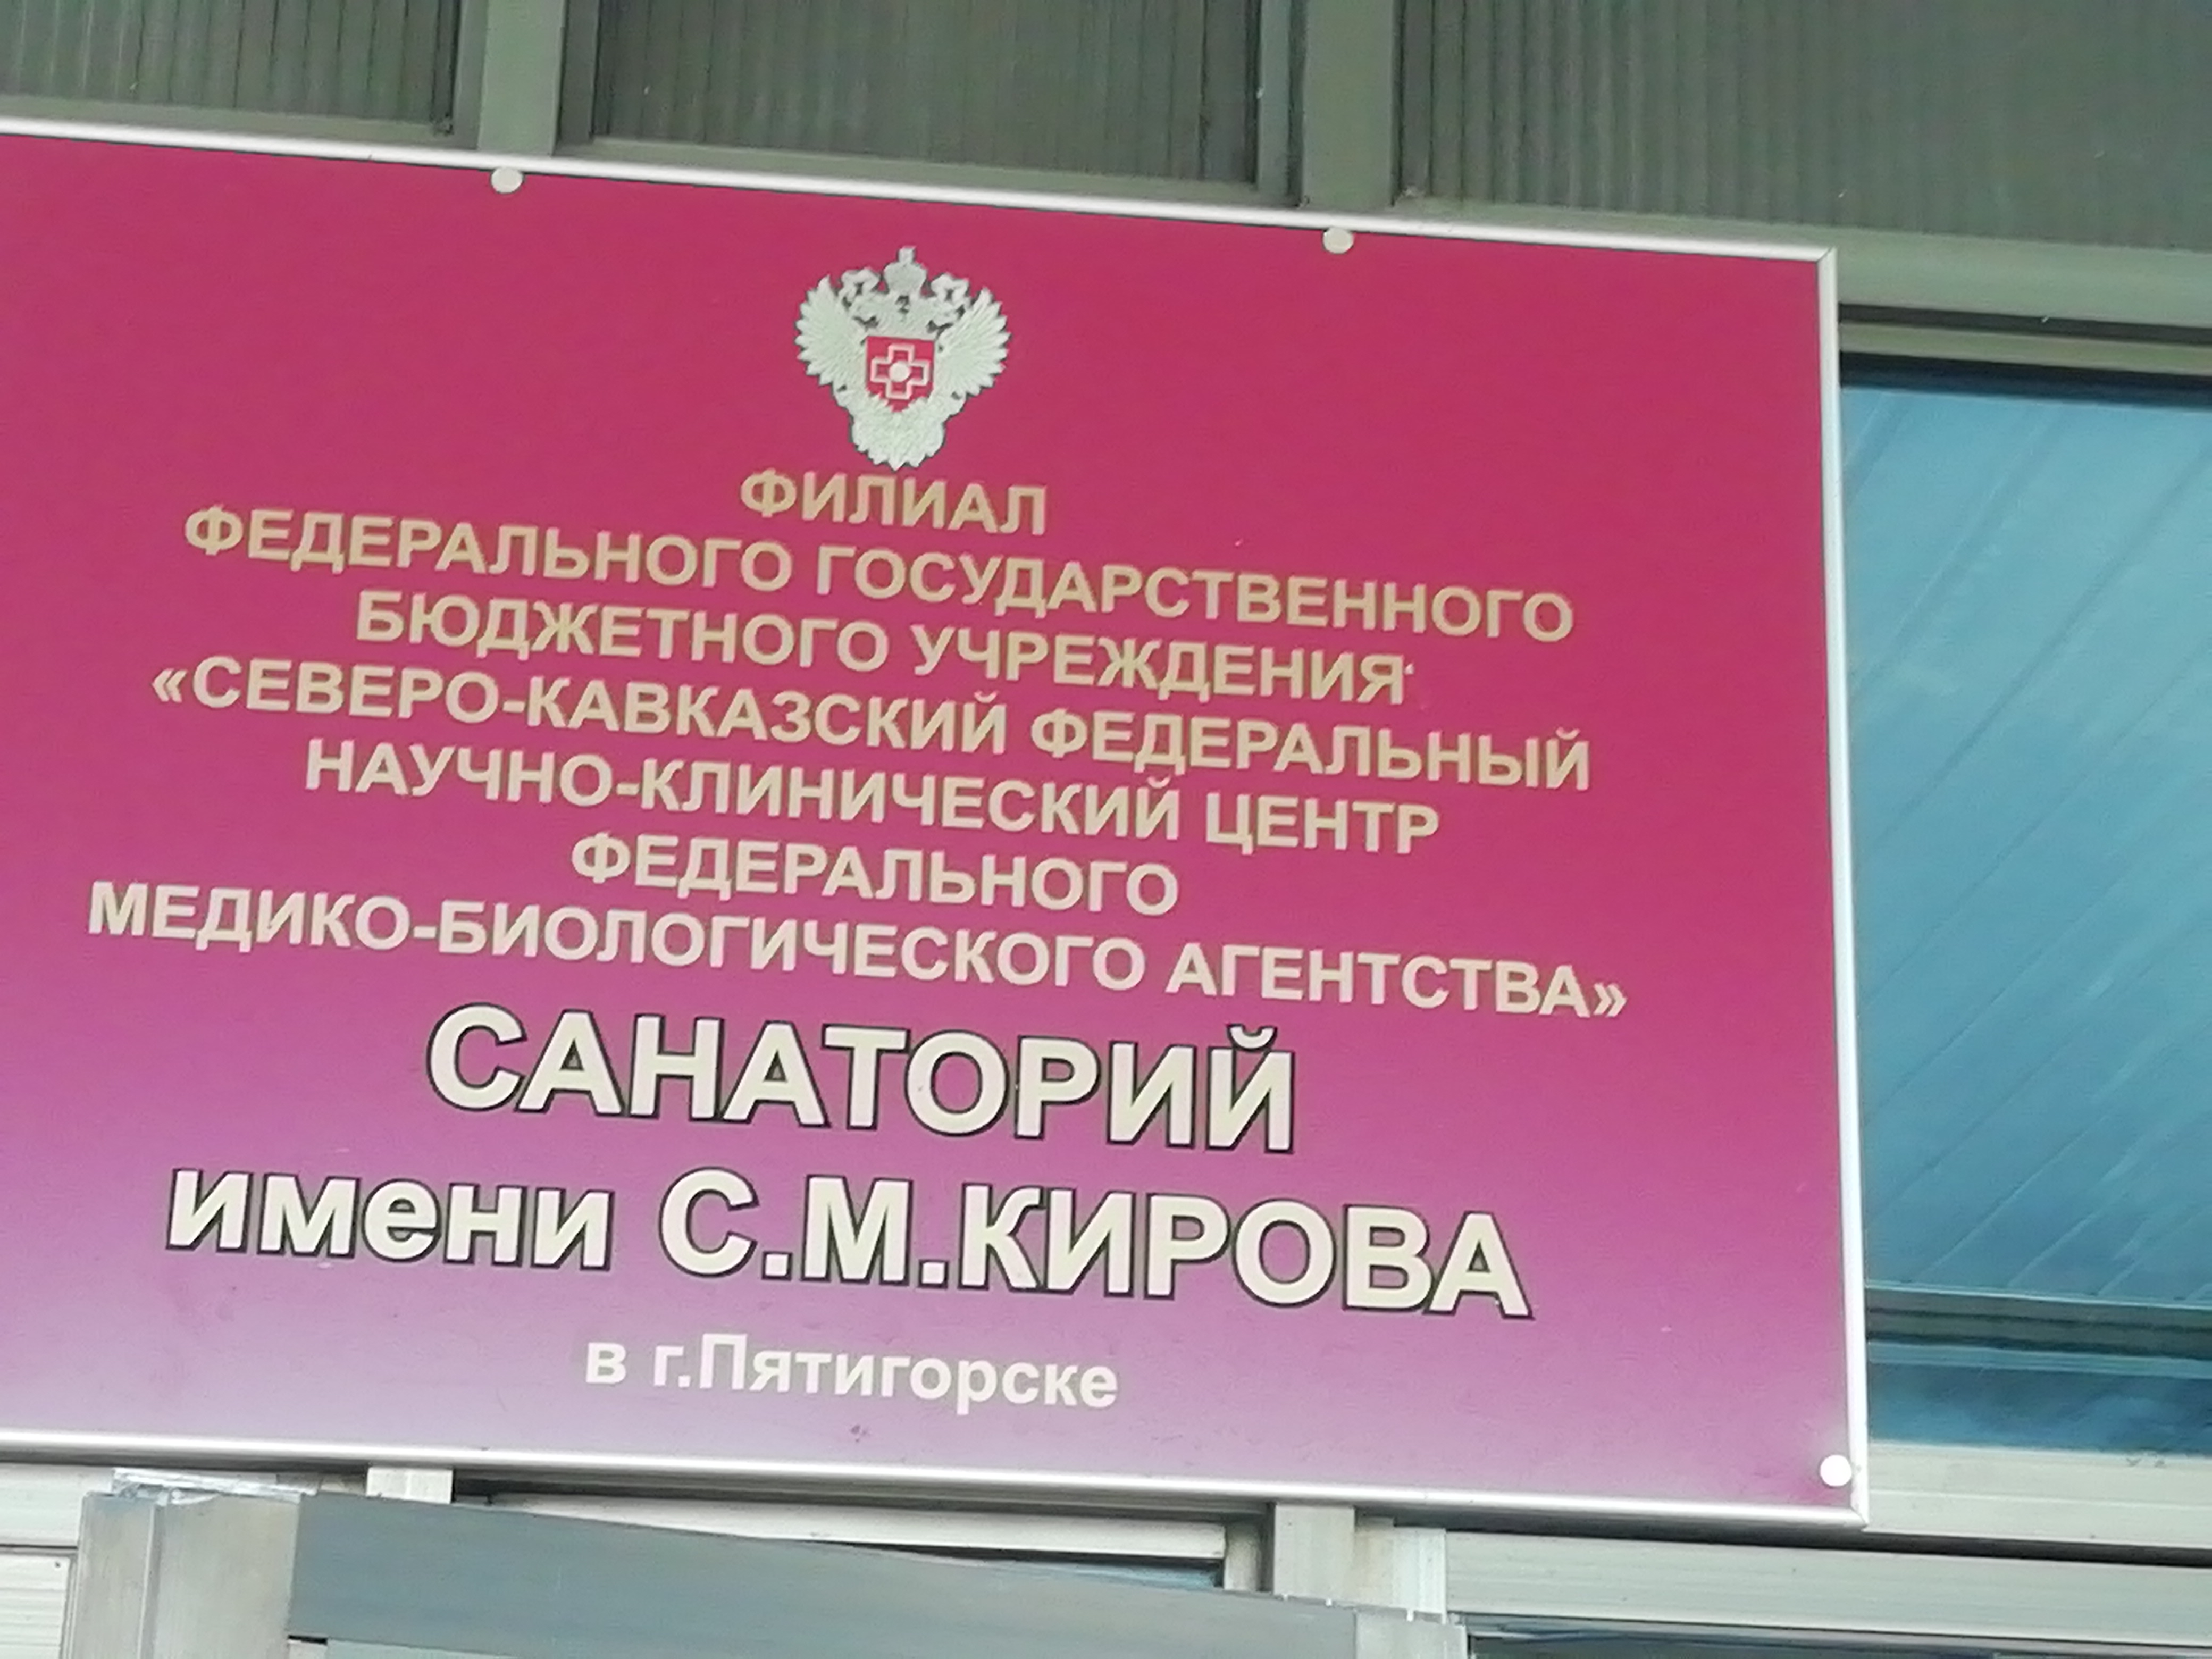 ФИЛИАЛ
ФЕДЕРАЛЬНОГО ГОСУДАРСТВЕННОГО
БЮДЖЕТНОГО УЧРЕЖДЕНИЯ
«СЕВЕРО-КАВКАЗСКИЙ ФЕДЕРАЛЬНЫЙ
НАУЧНО-КЛИНИЧЕСКИЙ ЦЕНТР
ФЕДЕРАЛЬНОГО
МЕДИКО-БИОЛОГИЧЕСКОГО АГЕНТСТВА»
САНАТОРИЙ
имени С.М.КИРОВА
в г.Пятигорске